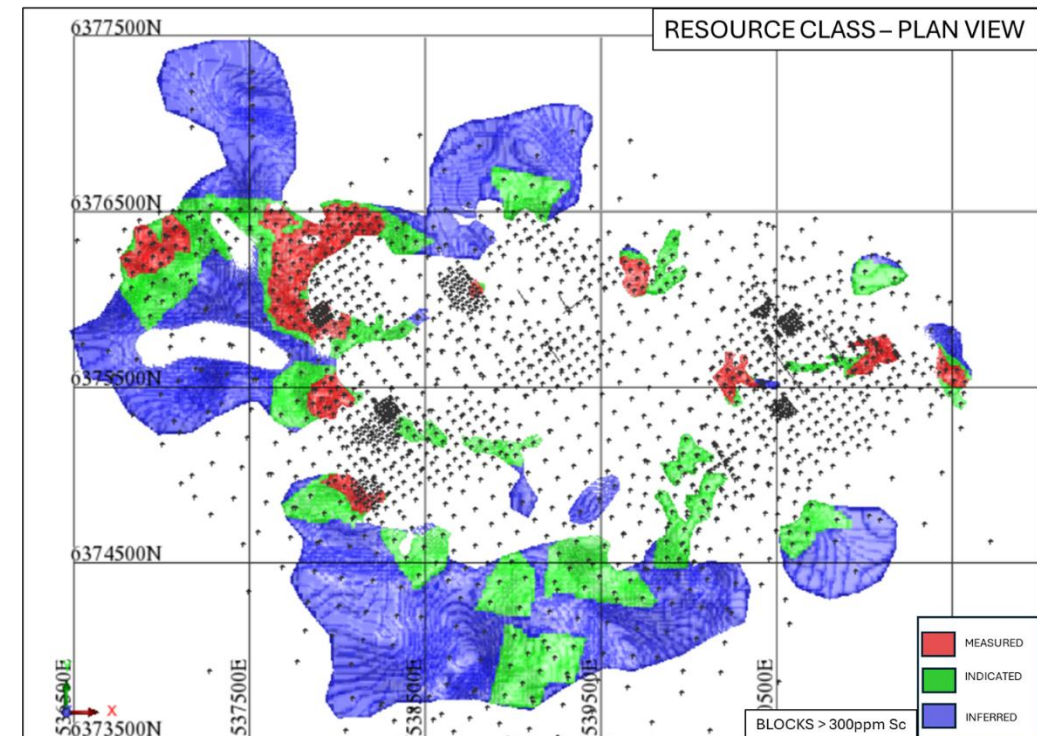 6377500N
RESOURCE CLASS – PLAN VIEW
6376500N
6375500N
6374500N
536500E
537500E
538500E
539500E
500E
X
MEASURED
INDICATED
INFERRED
6373500N
BLOCKS > 300ppm Sc